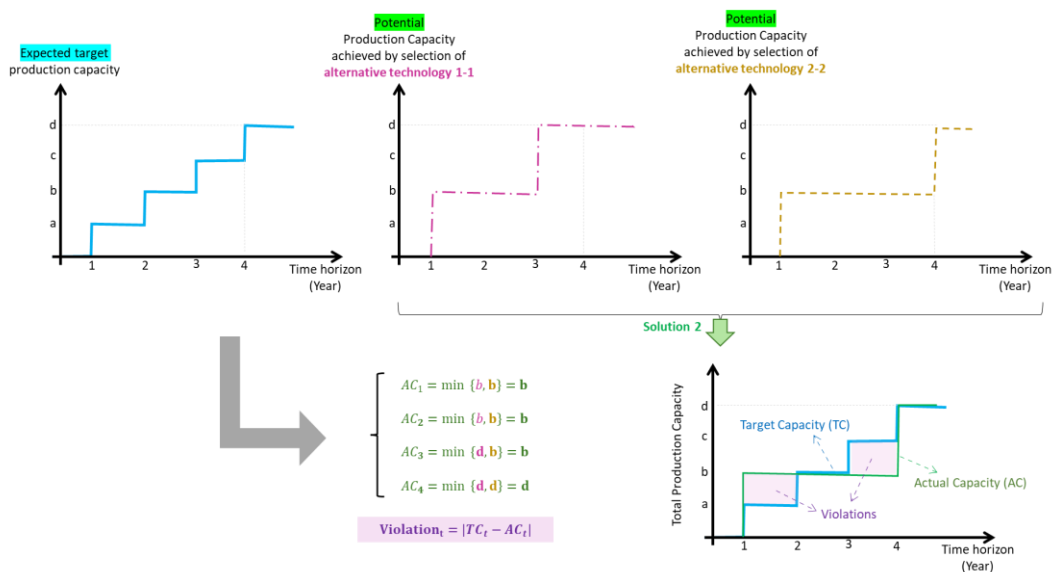 Expected target
production capacity
d
c
b
a
1
2
3
4
Time horizon
(Year)
Potential
Production Capacity
achieved by selection of
alternative technology 1-1
d
c
b
a
1
2
3
4
Time horizon
(Year)
Potential
Production Capacity
achieved by selection of
alternative technology 2-2
d
c
b
a
1
2
3
4
Time horizon
(Year)
Solution 2
AC₁ = min {b, b} = b
AC₂ = min {b, b} = b
AC₃ = min {d, b} = b
AC₄ = min {d, d} = d
Violationₜ = |TCₜ − ACₜ|
Total Production Capacity
d
c
b
a
Target Capacity (TC)
Actual Capacity (AC)
Violations
1
2
3
4
Time horizon
(Year)